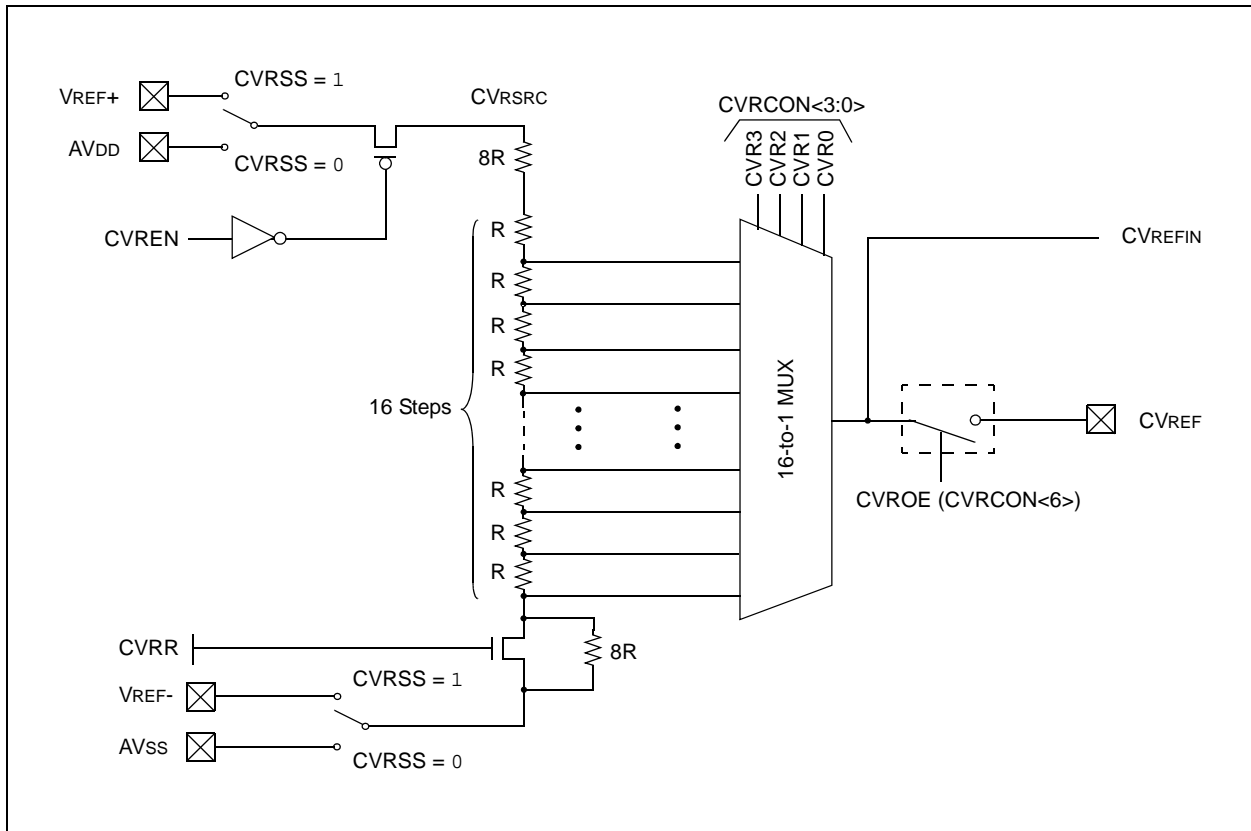 VREF+
CVRSS = 1
AVDD
CVRSS = 0
CVREN
CVRSRC
8R
R
R
R
R
16 Steps
R
R
R
CVRCON<3:0>
CVR3
CVR2
CVR1
CVR0
16-to-1 MUX
CVREFIN
CVREF
CVROE (CVRCON<6>)
CVRR
8R
CVRSS = 1
VREF-
AVSS
CVRSS = 0